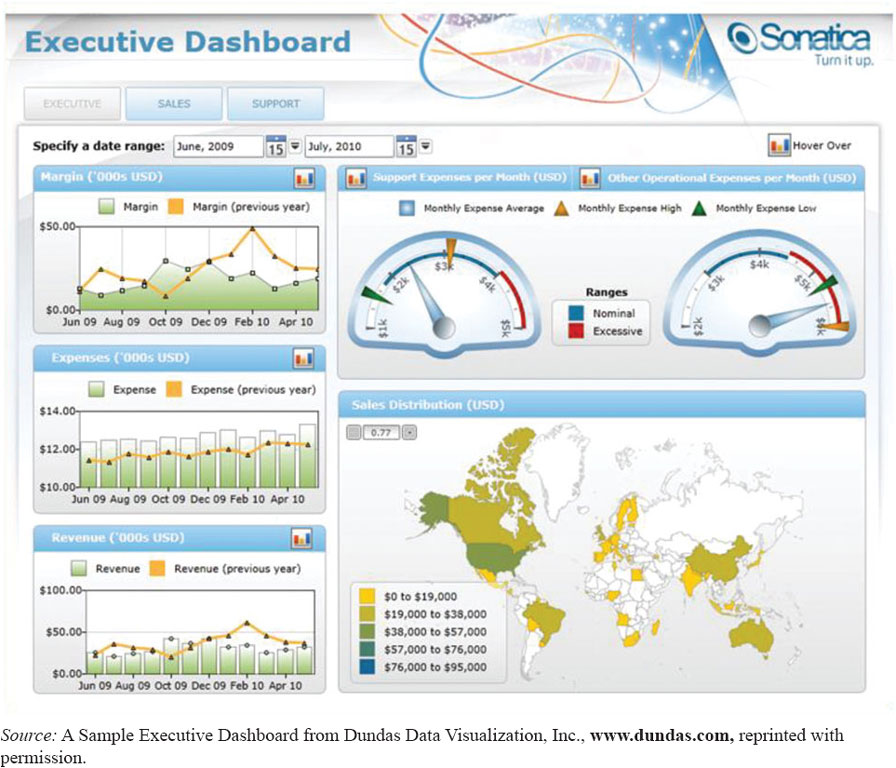 Executive Dashboard
Sonatica
Turn it up.
EXECUTIVE SALES SUPPORT
Specify a date range: June, 2009 15 July, 2010 15 Hover Over
Margin ('000s USD)
Margin Margin (previous year)
$50.00
$0.00
Jun 09 Aug 09 Oct 09 Dec 09 Feb 10 Apr 10
Expenses ('000s USD)
Expense Expense (previous year)
$14.00
$12.00
$10.00
Jun 09 Aug 09 Oct 09 Dec 09 Feb 10 Apr 10
Revenue ('000s USD)
Revenue Revenue (previous year)
$100.00
$50.00
$0.00
Jun 09 Aug 09 Oct 09 Dec 09 Feb 10 Apr 10
Support Expenses per Month (USD) Other Operational Expenses per Month (USD)
Monthly Expense Average Monthly Expense High Monthly Expense Low
$1k $2k $3k $4k $5k
Ranges
Nominal
Excessive
$2k $3k $4k $5k $6k
Sales Distribution (USD)
0.77
$0 to $19,000
$19,000 to $38,000
$38,000 to $57,000
$57,000 to $76,000
$76,000 to $95,000
Source: A Sample Executive Dashboard from Dundas Data Visualization, Inc., www.dundas.com, reprinted with
permission.